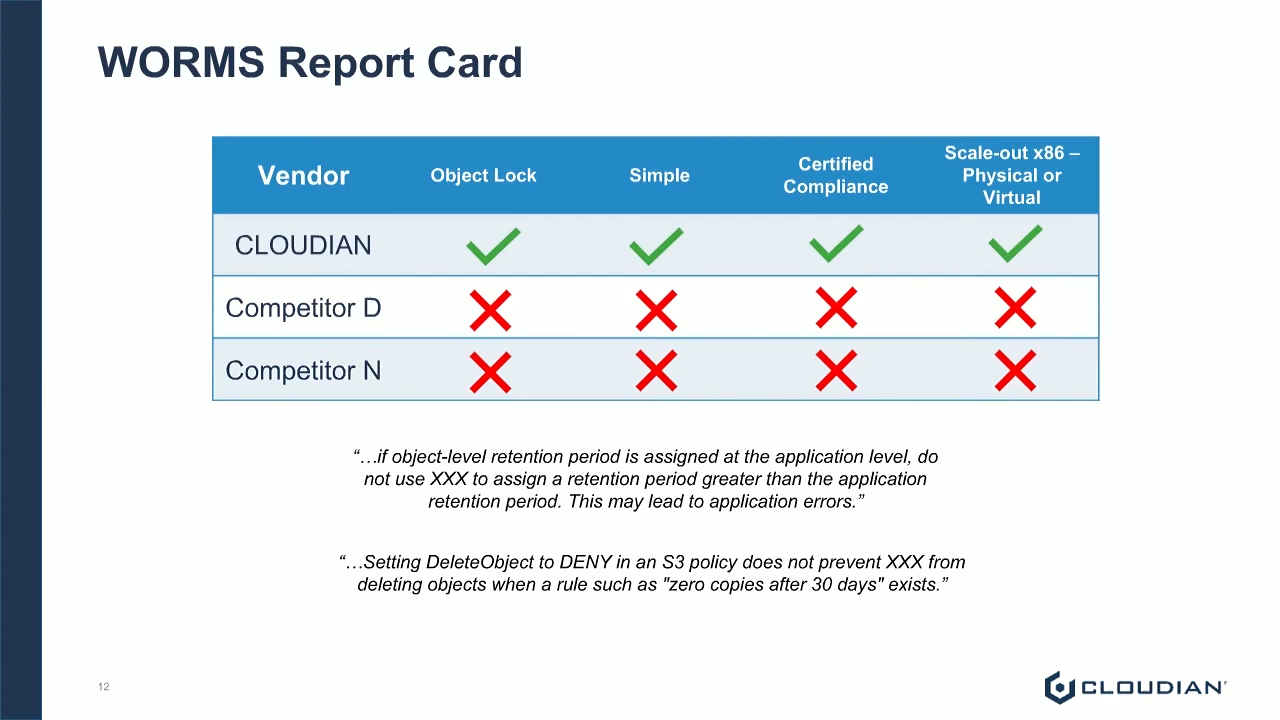 WORMS Report Card
Vendor
Object Lock
Simple
Certified
Compliance
Scale-out x86 –
Physical or
Virtual
CLOUDIAN
Competitor D
Competitor N
“…if object-level retention period is assigned at the application level, do
not use XXX to assign a retention period greater than the application
retention period. This may lead to application errors.”
“…Setting DeleteObject to DENY in an S3 policy does not prevent XXX from
deleting objects when a rule such as "zero copies after 30 days" exists.”
12
CLOUDIAN